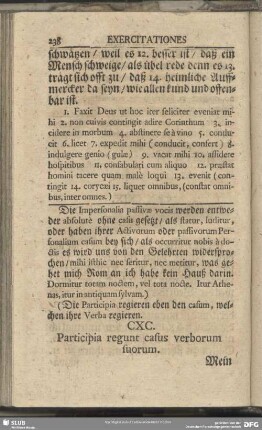 238 EXERCITATIONES
schwätzen / weil es 12. besser ist / daß ein
Mensch schweige / als übel rede denn es 13.
trägt sich offt zu / daß 14. heimliche Auff-
mercker da seyn / wie allen kund und offen-
bar ist.
1. Faxit Deus ut hoc iter feliciter eveniat mi-
hi 2. non cuivis contingit adire Corinthum 3. in-
cidere in morbum 4. abstinere se à vino 5. condu-
cit 6. licet 7. expedit mihi (conducit, confert) 8.
indulgere genio (gulæ) 9. vacat mihi 10. assidere
hospitibus 11. confabulari cum aliquo 12. præstat
homini tacere quam malè loqui 13. evenit (con-
tingit 14. corycæi 15. liquet omnibus, (constat omni-
bus, inter omnes.)
Die Impersonalia passivæ vocis werden entwe-
der absolutè ohne casu gesetzt / als statur, luditur,
oder haben ihrer Activorum oder passivorum Per-
sonalium casum bey sich / als occurritur nobis à do-
ctis es wird uns von den Gelehrten widerspro-
chen / mihi isthic nec seritur, nec metitur, was ge-
het mich Rom an ich habe kein Hauß darin.
Dormitur totam noctem, vel tota nocte. Itur Athe-
nas, itur in antiquam sylvam.)
(Die Participia regieren eben den casum, wel-
chen ihre Verba regieren.
CXC.
Participia regunt casus verborum
suorum.
Mein
SLUB